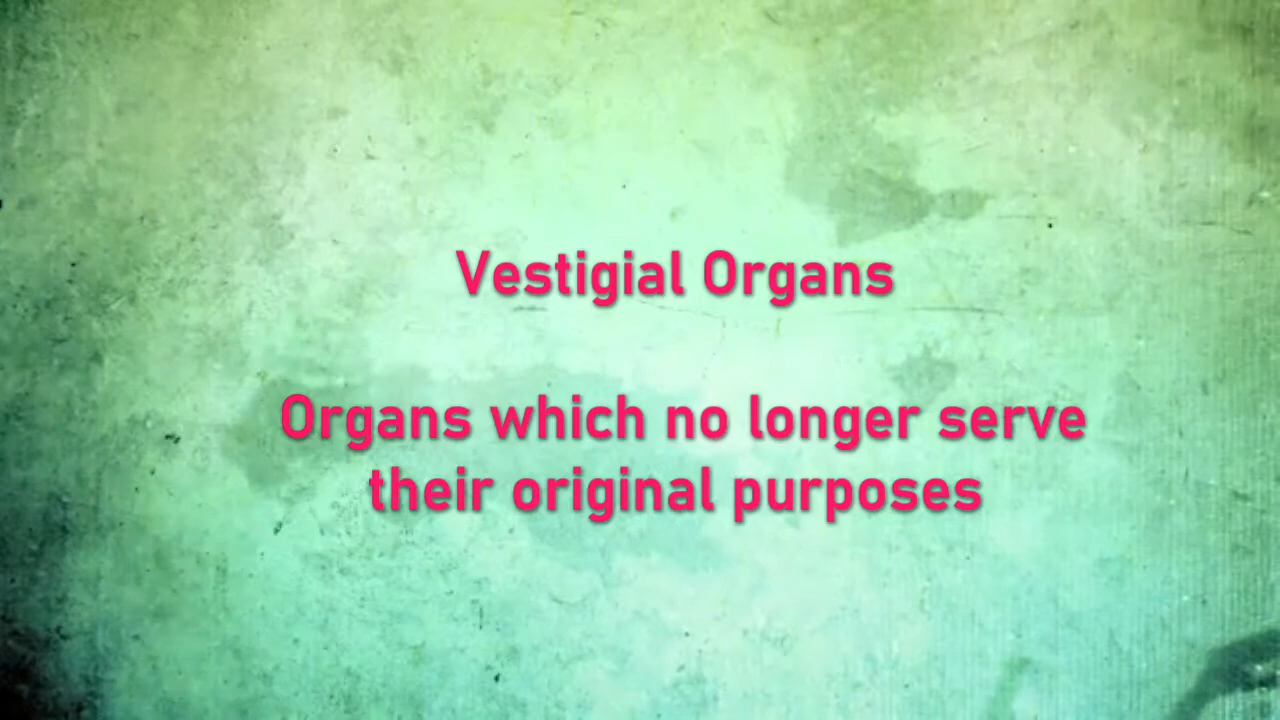 Vestigial Organs
Organs which no longer serve
their original purposes